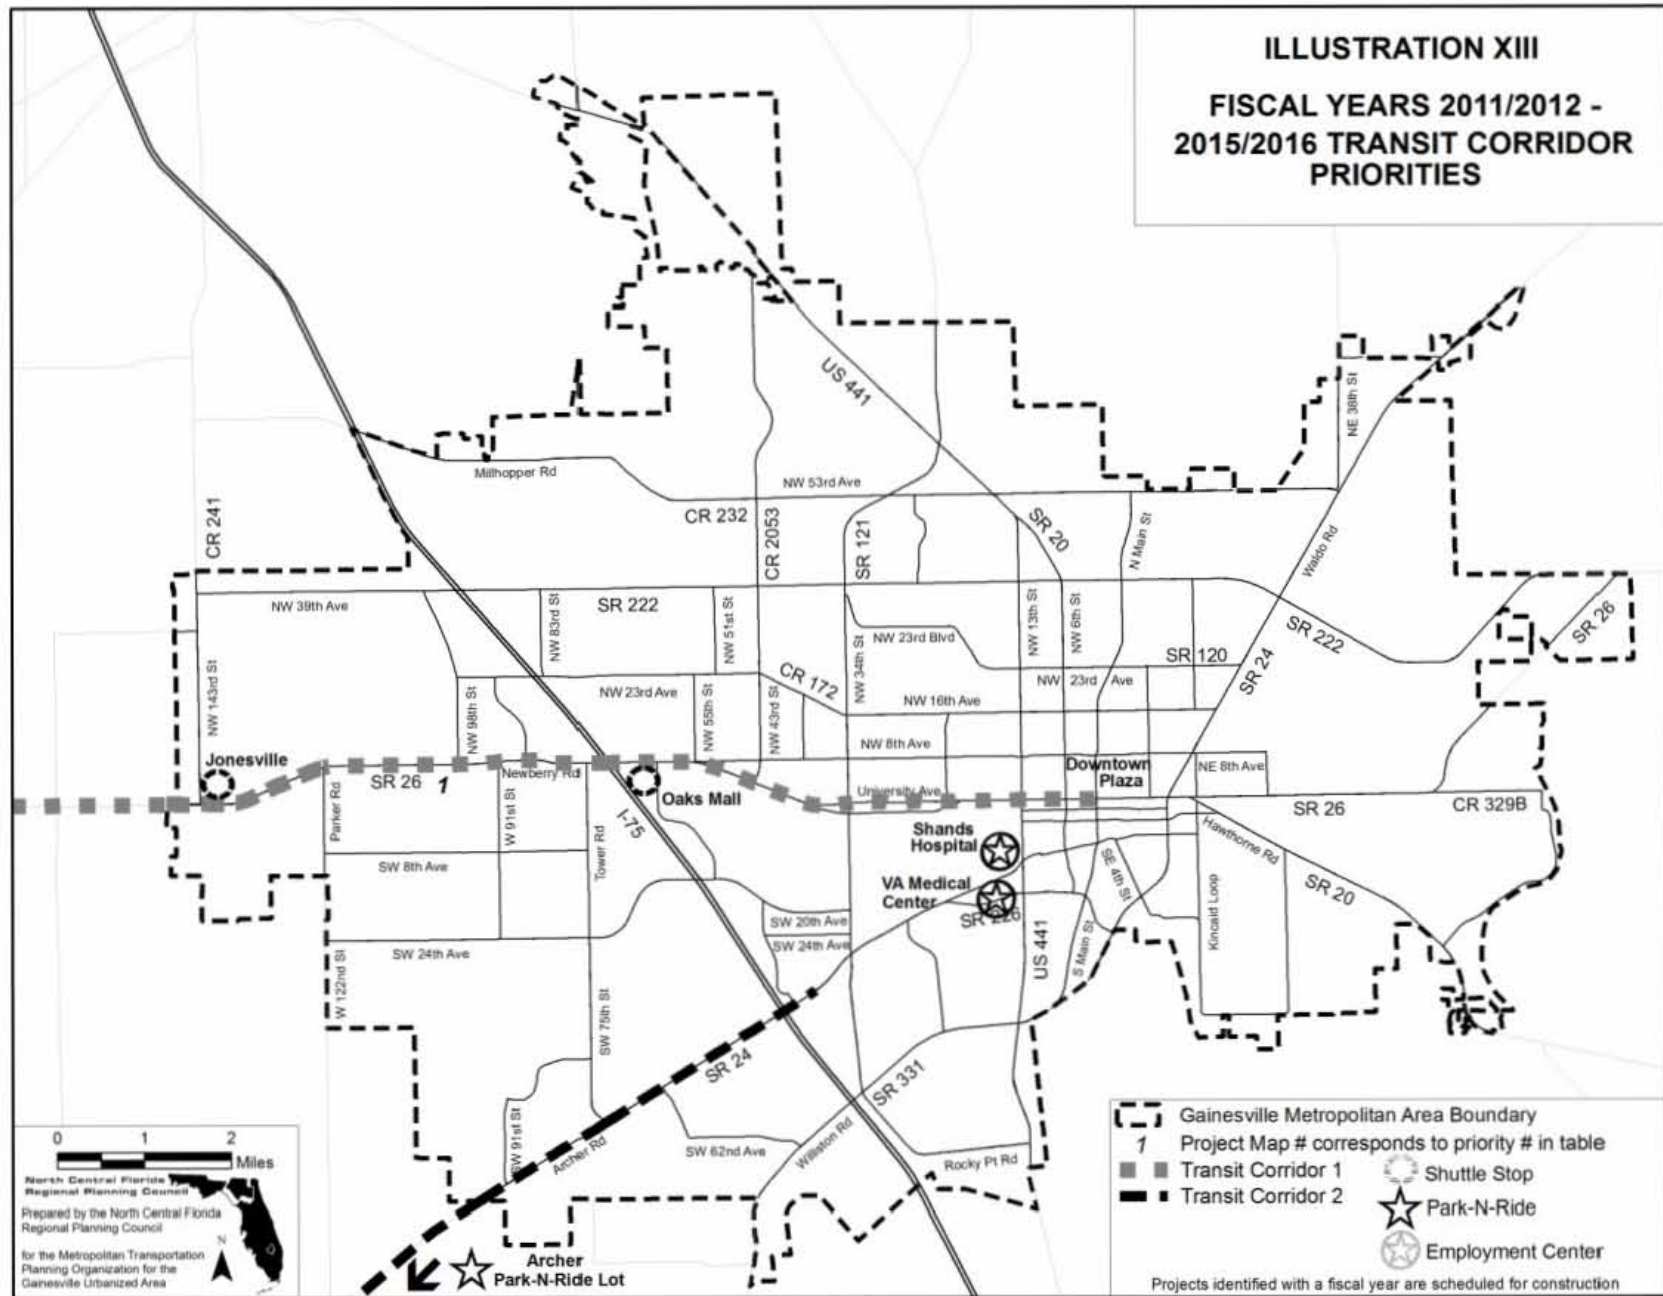 ILLUSTRATION XIII
FISCAL YEARS 2011/2012 -
2015/2016 TRANSIT CORRIDOR
PRIORITIES
US 441
NE 38th St
Millhopper Rd
NW 53rd Ave
CR 232
CR 241
CR 2053
SR 121
SR 20
N Main St
Waldo Rd
NW 39th Ave
SR 222
NW 83rd St
NW 51st St
NW 23rd Blvd
NW 34th St
NW 13th St
NW 6th St
SR 120
SR 222
SR 26
SR 24
NW 143rd St
NW 98th St
NW 23rd Ave
NW 55th St
NW 43rd St
CR 172
NW 23rd Ave
NW 16th Ave
NW 8th Ave
Jonesville
SR 26
1
Newberry Rd
Oaks Mall
University Ave
Downtown
Plaza
NE 8th Ave
SR 26
CR 329B
Parker Rd
W 91st St
I-75
Tower Rd
SW 8th Ave
Shands
Hospital
VA Medical
Center
SR 226
SE 4th St
Hawthorne Rd
SR 20
Kincaid Loop
SW 20th Ave
SW 24th Ave
SW 24th Ave
W 122nd St
US 441
S Main St
SW 75th St
SR 24
SR 331
SW 91st St
Archer Rd
SW 62nd Ave
Williston Rd
Rocky Pt Rd
Archer
Park-N-Ride Lot
0 1 2
Miles
North Central Florida
Regional Planning Council
Prepared by the North Central Florida
Regional Planning Council
N
for the Metropolitan Transportation
Planning Organization for the
Gainesville Urbanized Area
Gainesville Metropolitan Area Boundary
1 Project Map # corresponds to priority # in table
Transit Corridor 1
Shuttle Stop
Transit Corridor 2
Park-N-Ride
Employment Center
Projects identified with a fiscal year are scheduled for construction